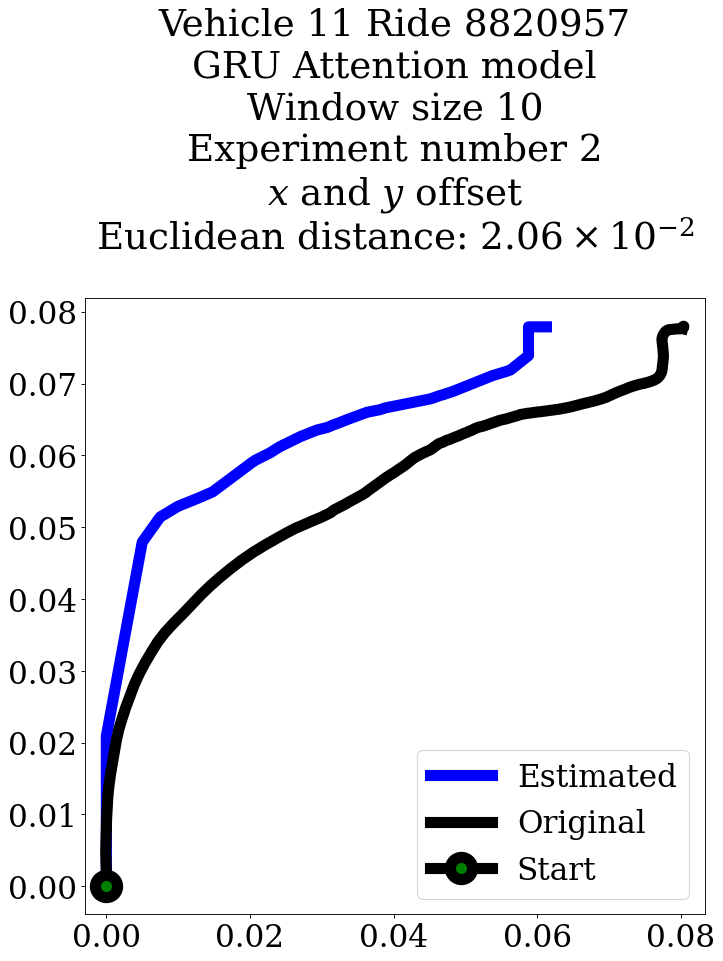 Vehicle 11 Ride 8820957
GRU Attention model
Window size 10
Experiment number 2
x and y offset
Euclidean distance: 2.06 × 10⁻²
0.08
0.07
0.06
0.05
0.04
0.03
0.02
0.01
0.00
Estimated
Original
Start
0.00 0.02 0.04 0.06 0.08